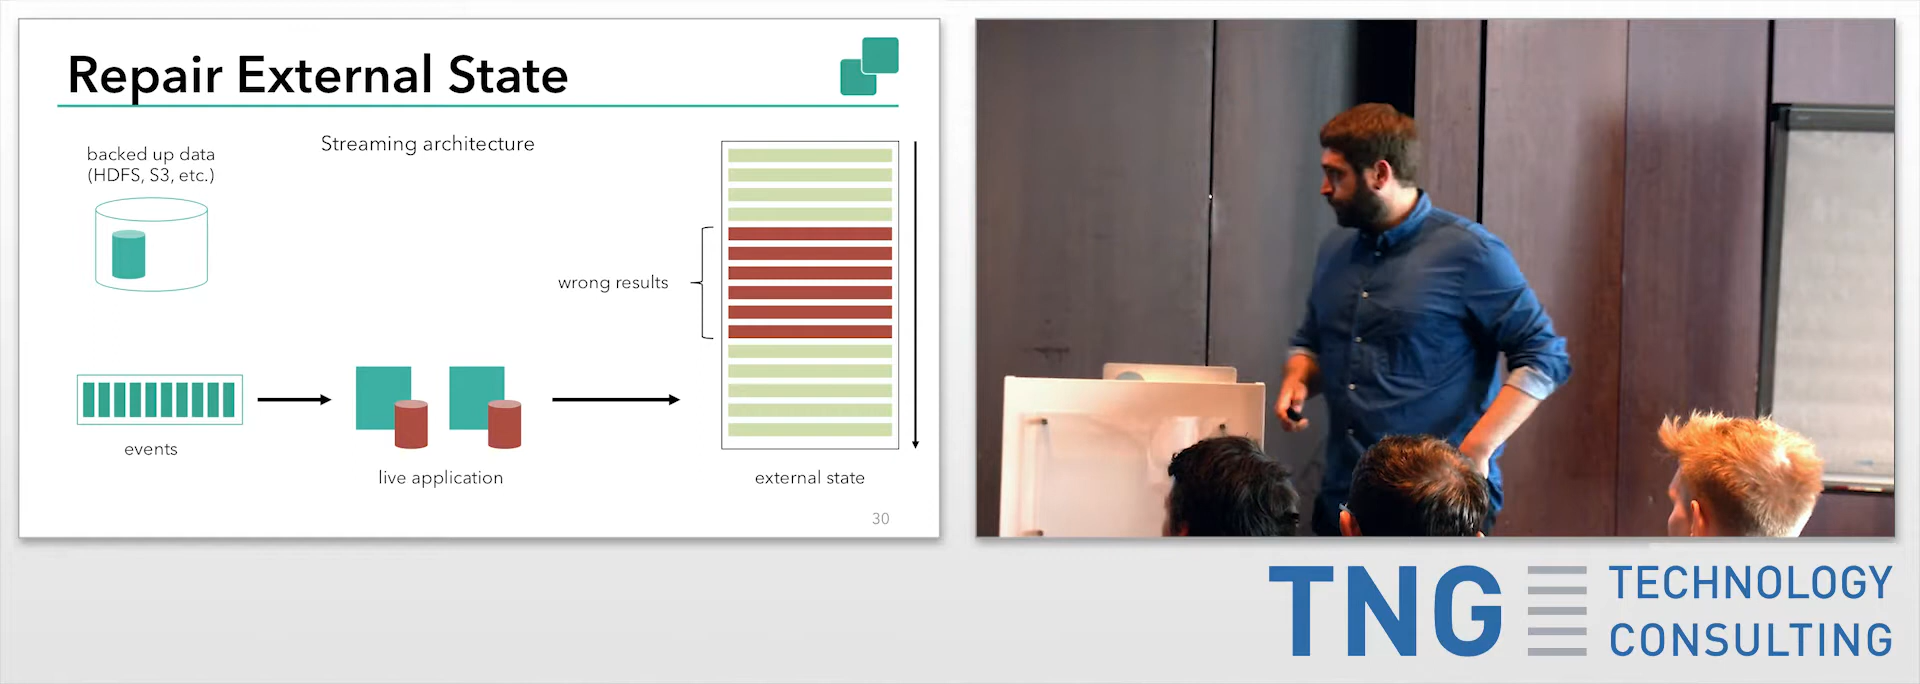 Repair External State
Streaming architecture
backed up data
(HDFS, S3, etc.)
wrong results
events
live application
external state
30
TNG TECHNOLOGY
CONSULTING